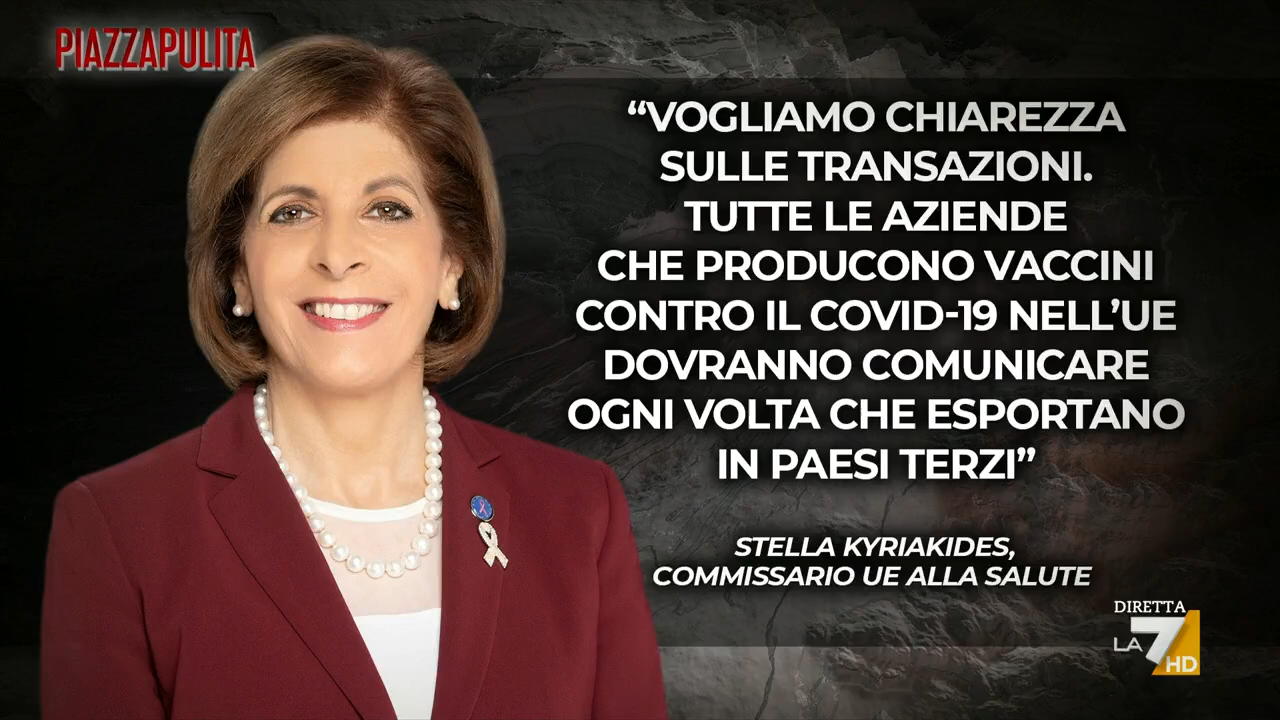 PIAZZAPULITA
“VOGLIAMO CHIAREZZA
SULLE TRANSAZIONI.
TUTTE LE AZIENDE
CHE PRODUCONO VACCINI
CONTRO IL COVID-19 NELL’UE
DOVRANNO COMUNICARE
OGNI VOLTA CHE ESPORTANO
IN PAESI TERZI”
STELLA KYRIAKIDES,
COMMISSARIO UE ALLA SALUTE
DIRETTA
LA7
HD